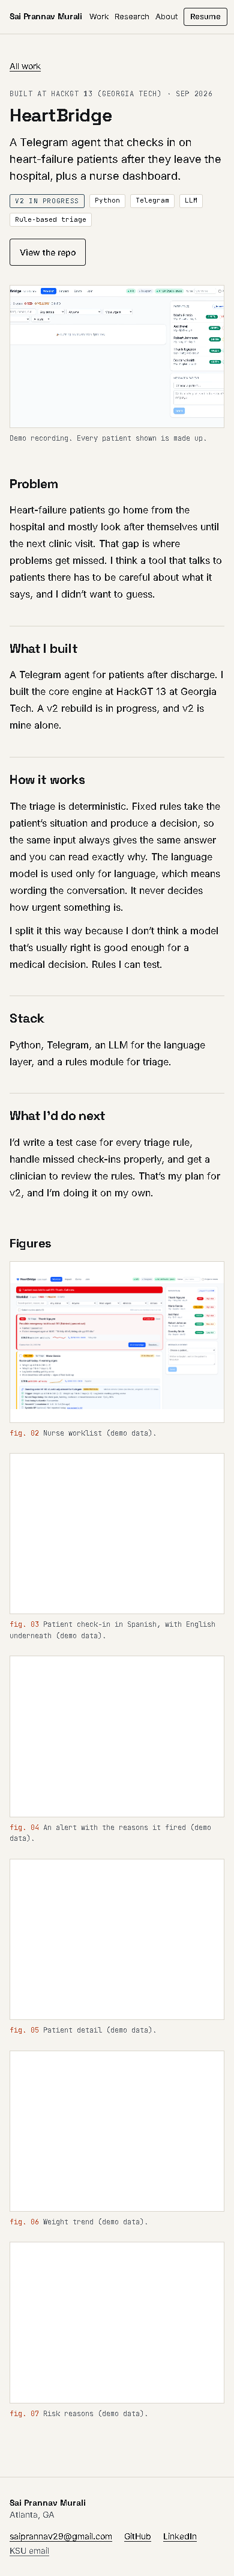 Sai Prannav Murali Work Research About Resume
All work
BUILT AT HACKGT 13 (GEORGIA TECH) · SEP 2026
HeartBridge
A Telegram agent that checks in on
heart-failure patients after they leave the
hospital, plus a nurse dashboard.
V2 IN PROGRESS Python Telegram LLM
Rule-based triage
View the repo
Demo recording. Every patient shown is made up.
Problem
Heart-failure patients go home from the
hospital and mostly look after themselves until
the next clinic visit. That gap is where
problems get missed. I think a tool that talks to
patients there has to be careful about what it
says, and I didn't want to guess.
What I built
A Telegram agent for patients after discharge. I
built the core engine at HackGT 13 at Georgia
Tech. A v2 rebuild is in progress, and v2 is
mine alone.
How it works
The triage is deterministic. Fixed rules take the
patient's situation and produce a decision, so
the same input always gives the same answer
and you can read exactly why. The language
model is used only for language, which means
wording the conversation. It never decides
how urgent something is.
I split it this way because I don't think a model
that's usually right is good enough for a
medical decision. Rules I can test.
Stack
Python, Telegram, an LLM for the language
layer, and a rules module for triage.
What I'd do next
I'd write a test case for every triage rule,
handle missed check-ins properly, and get a
clinician to review the rules. That's my plan for
v2, and I'm doing it on my own.
Figures
fig. 02 Nurse worklist (demo data).
fig. 03 Patient check-in in Spanish, with English
underneath (demo data).
fig. 04 An alert with the reasons it fired (demo
data).
fig. 05 Patient detail (demo data).
fig. 06 Weight trend (demo data).
fig. 07 Risk reasons (demo data).
Sai Prannav Murali
Atlanta, GA
saiprannav29@gmail.com GitHub LinkedIn
KSU email